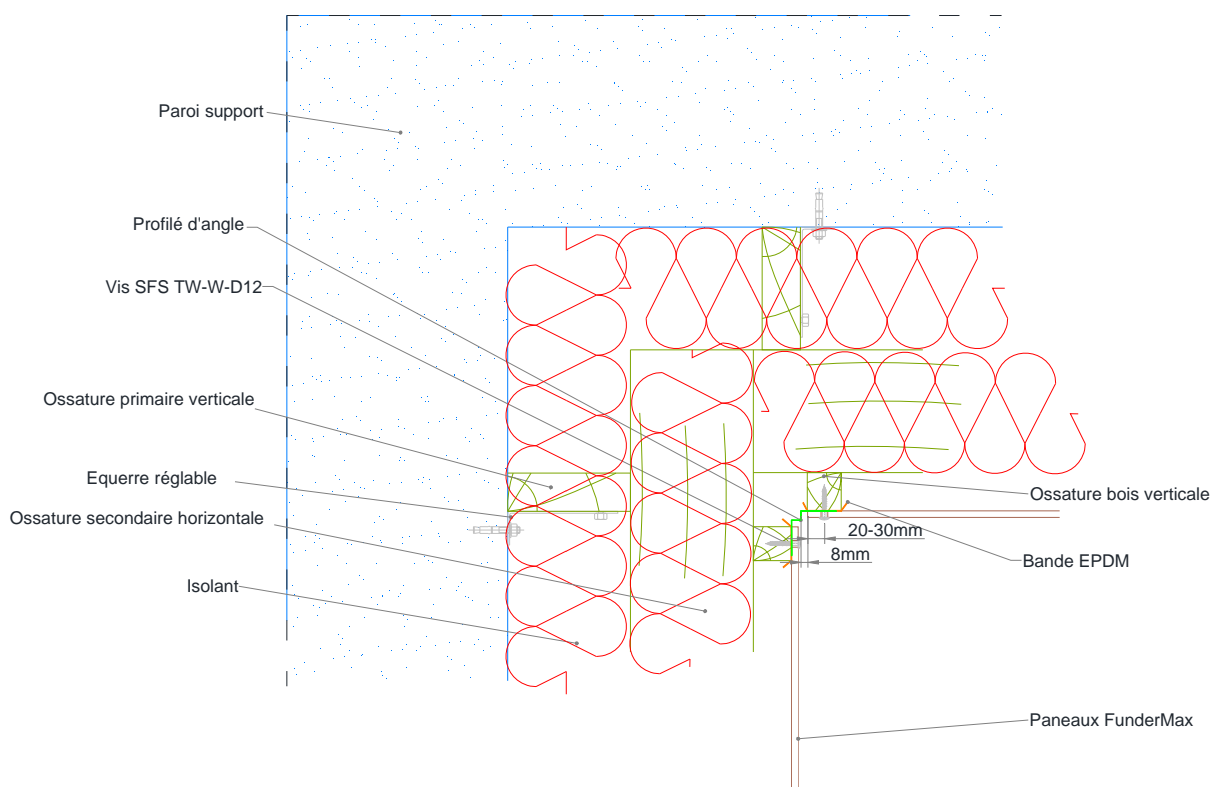 Paroi support
Profilé d'angle
Vis SFS TW-W-D12
Ossature primaire verticale
Equerre réglable
Ossature secondaire horizontale
Isolant
Ossature bois verticale
20-30mm
8mm
Bande EPDM
Paneaux FunderMax